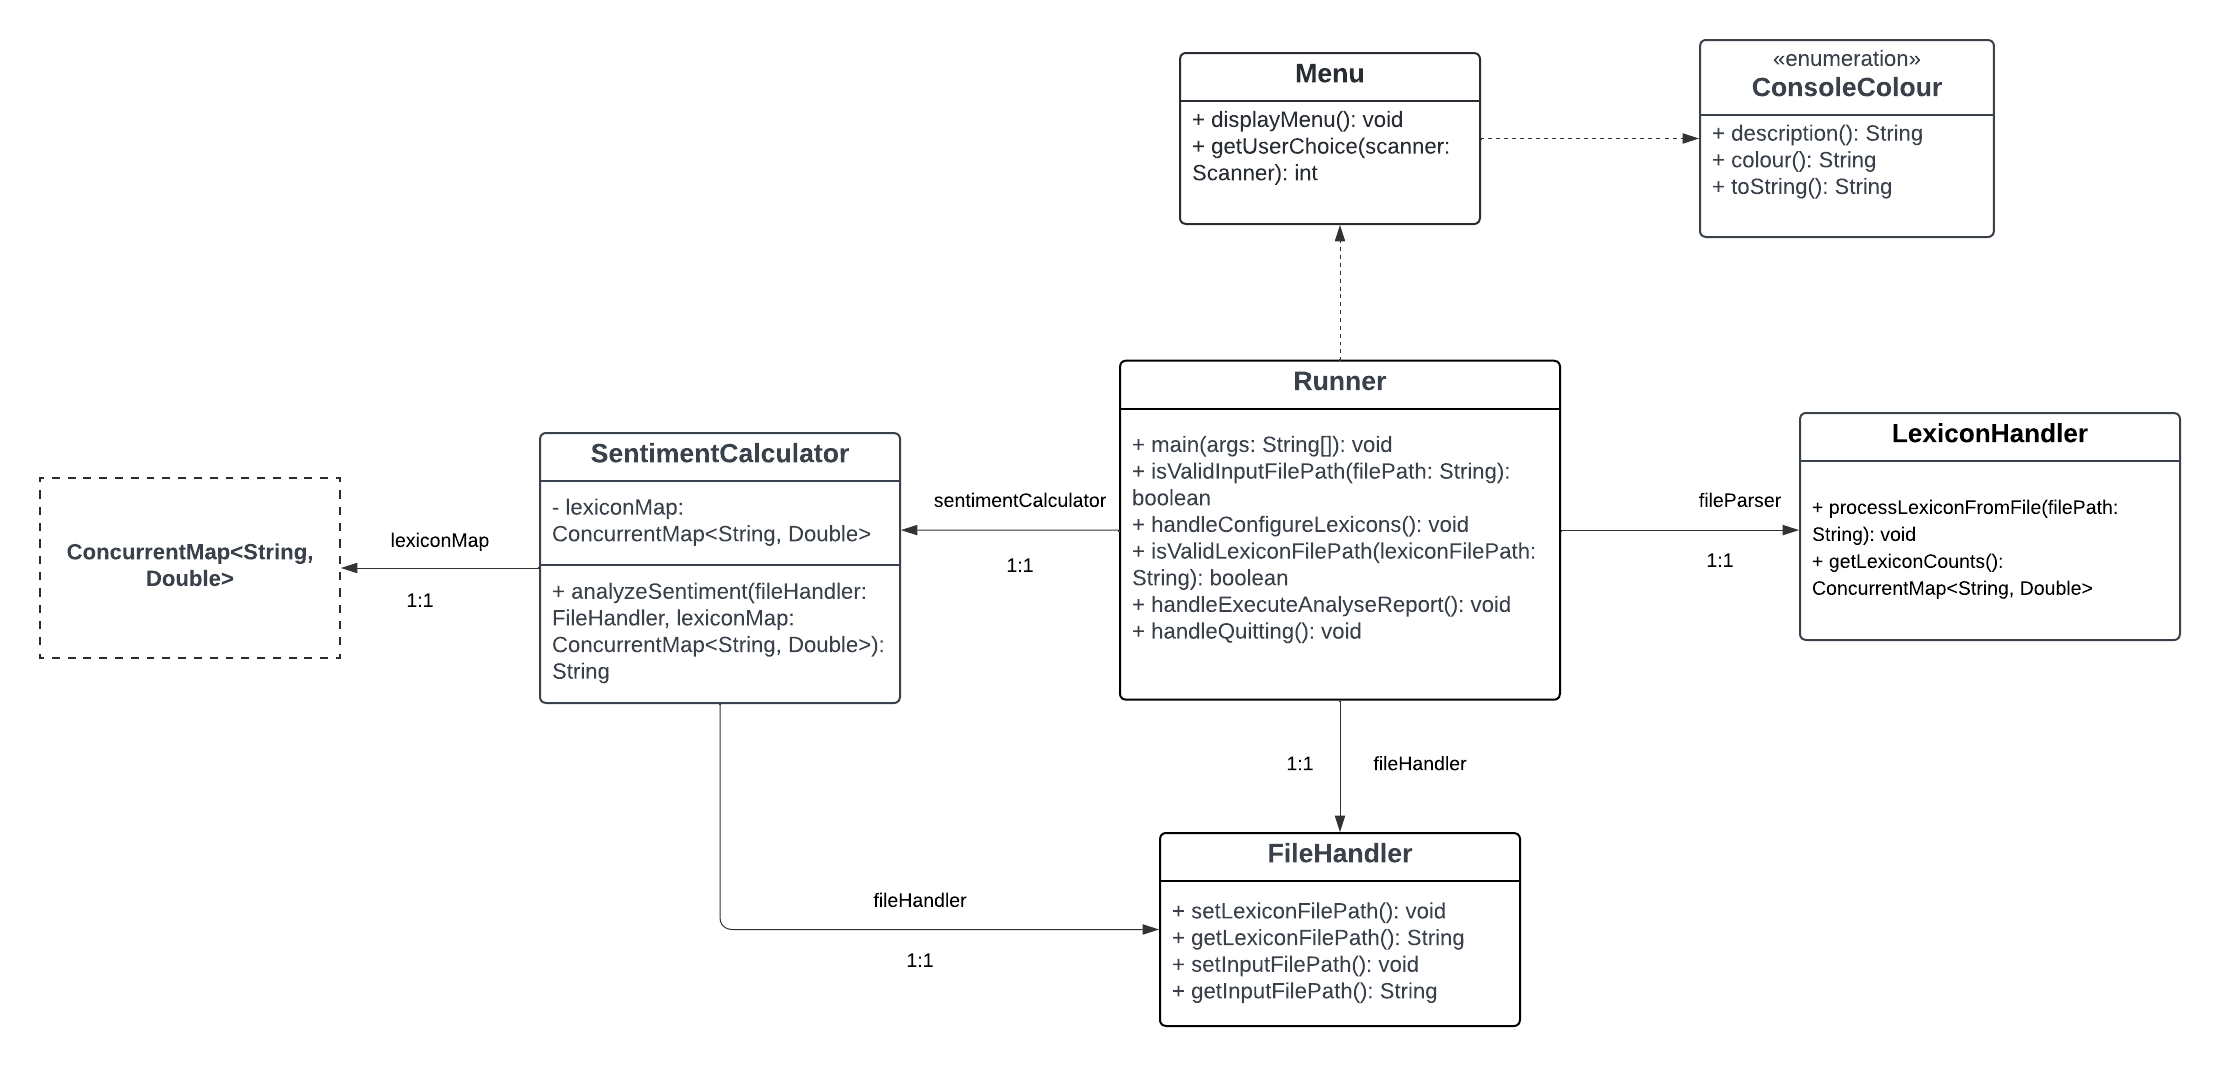 Menu
+ displayMenu(): void
+ getUserChoice(scanner:
Scanner): int
«enumeration»
ConsoleColour
+ description(): String
+ colour(): String
+ toString(): String
Runner
+ main(args: String[]): void
+ isValidInputFilePath(filePath: String):
boolean
+ handleConfigureLexicons(): void
+ isValidLexiconFilePath(lexiconFilePath:
String): boolean
+ handleExecuteAnalyseReport(): void
+ handleQuitting(): void
LexiconHandler
+ processLexiconFromFile(filePath:
String): void
+ getLexiconCounts():
ConcurrentMap<String, Double>
fileParser
1:1
sentimentCalculator
1:1
SentimentCalculator
- lexiconMap:
ConcurrentMap<String, Double>
+ analyzeSentiment(fileHandler:
FileHandler, lexiconMap:
ConcurrentMap<String, Double>):
String
lexiconMap
1:1
ConcurrentMap<String,
Double>
1:1
fileHandler
fileHandler
1:1
FileHandler
+ setLexiconFilePath(): void
+ getLexiconFilePath(): String
+ setInputFilePath(): void
+ getInputFilePath(): String